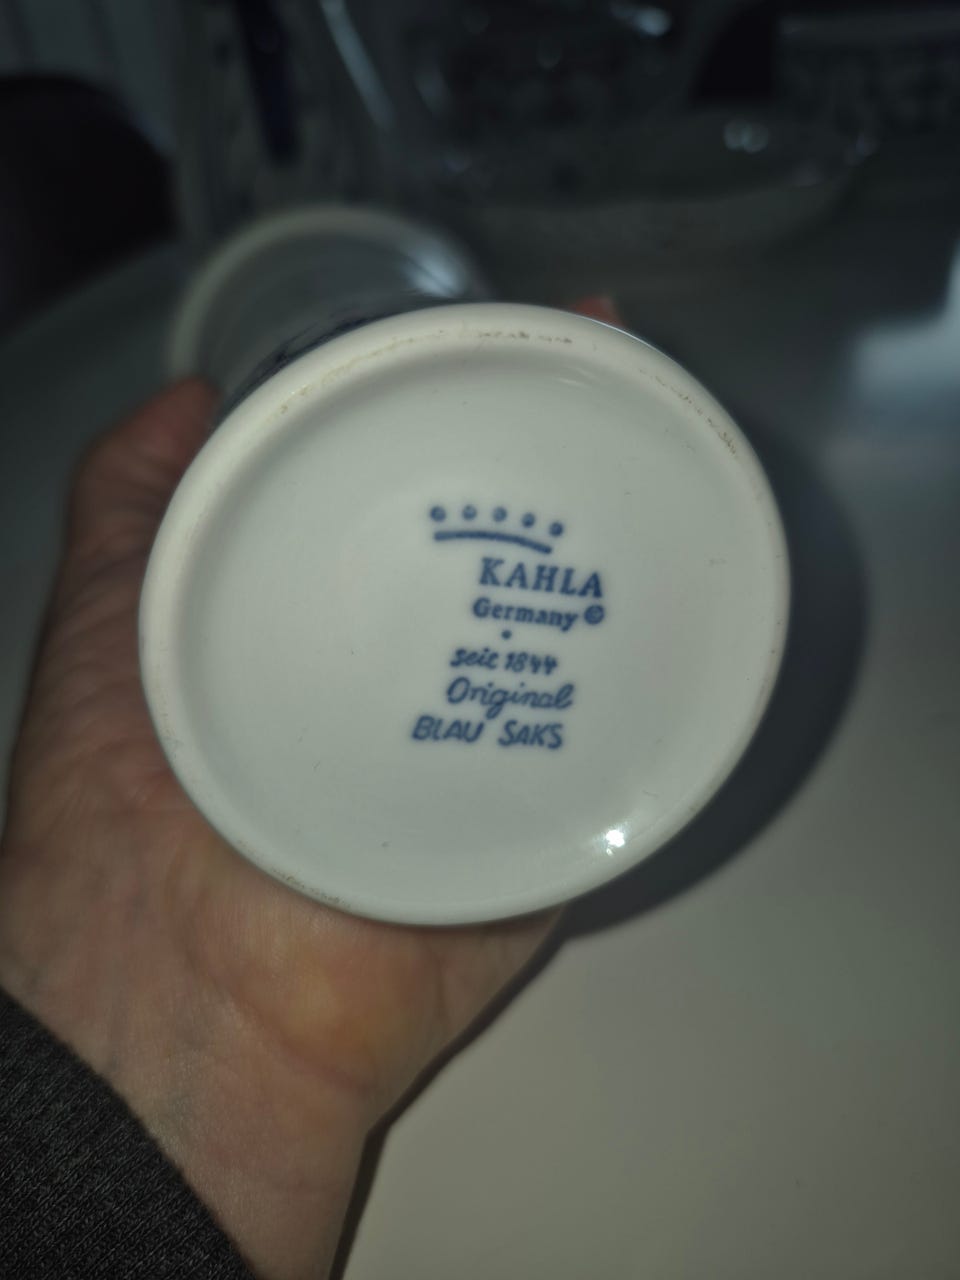 KAHLA
Germany ©
seit 1844
Original
BLAU SAKS